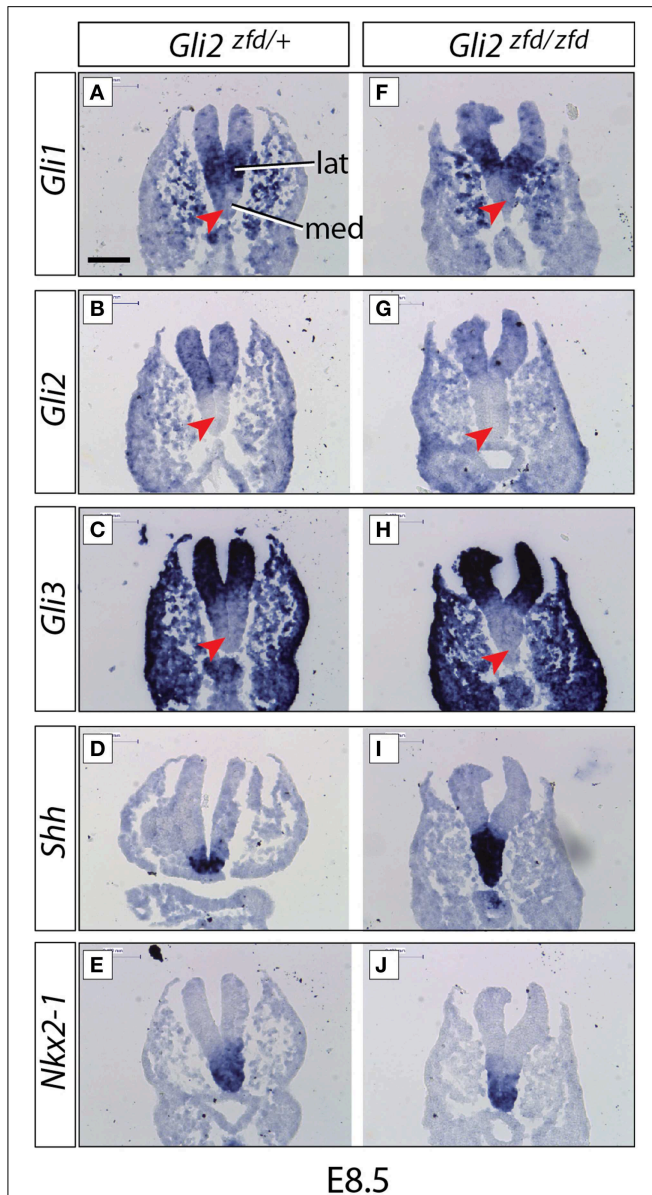 Gli2 zfd/+
Gli2 zfd/zfd
Gli1
A
lat
med
F
Gli2
B
G
Gli3
C
H
Shh
D
I
Nkx2-1
E
J
E8.5